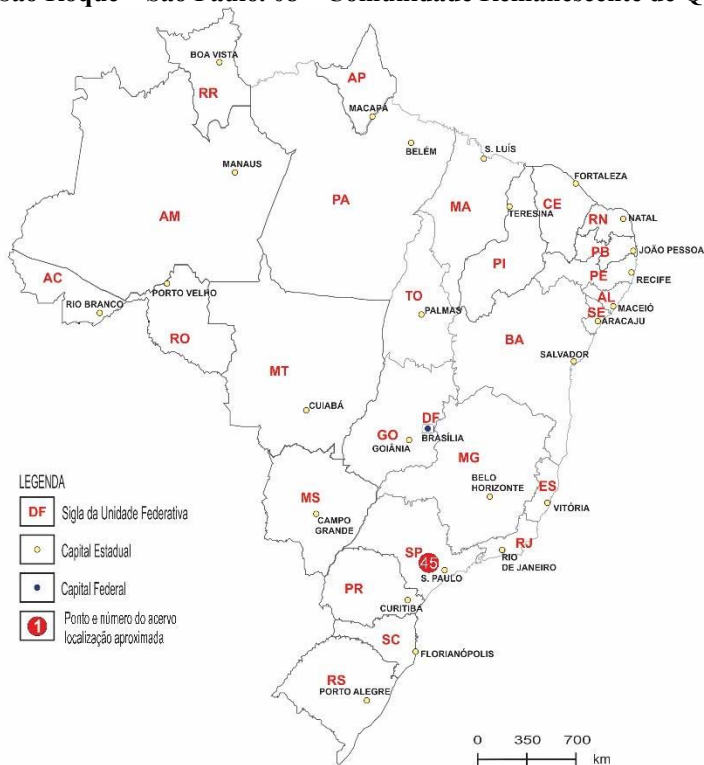 São Roque – São Paulo. 08 – Comunidade Remanescente de Q
BOA VISTA
RR
AP
MACAPÁ
BELÉM
S. LUÍS
FORTALEZA
MANAUS
AM
PA
MA
TERESINA
CE
RN
NATAL
PB
JOÃO PESSOA
PI
PE
RECIFE
AC
PORTO VELHO
RIO BRANCO
TO
PALMAS
AL
MACEIÓ
SE
ARACAJU
RO
BA
SALVADOR
MT
CUIABÁ
DF
BRASÍLIA
GO
GOIÂNIA
MG
BELO
HORIZONTE
ES
VITÓRIA
MS
CAMPO
GRANDE
RJ
RIO
DE JANEIRO
SP
45
S. PAULO
PR
CURITIBA
SC
FLORIANÓPOLIS
RS
PORTO ALEGRE
LEGENDA
DF Sigla da Unidade Federativa
Capital Estadual
Capital Federal
1 Ponto e número do acervo
localização aproximada
0 350 700
km